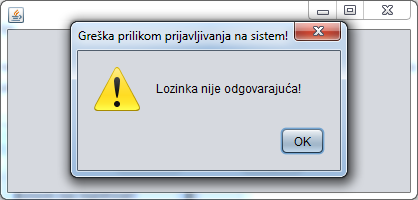 Greška prilikom prijavljivanja na sistem!
Lozinka nije odgovarajuća!
OK